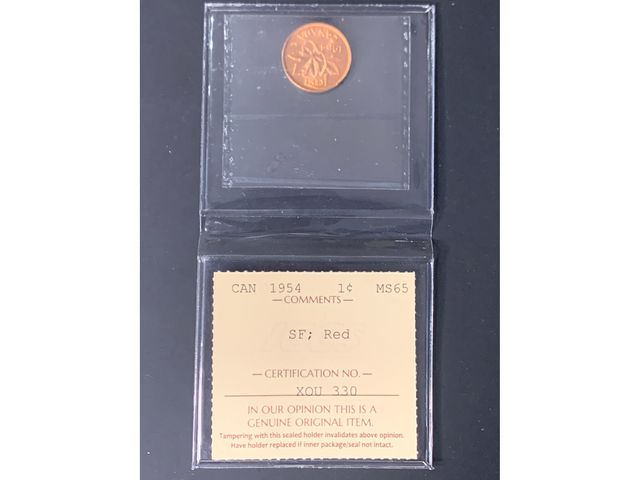 CAN 1954 1¢ MS65
— COMMENTS —
SF; Red
— CERTIFICATION NO. —
XOU 330
IN OUR OPINION THIS IS A
GENUINE ORIGINAL ITEM.
Tampering with this sealed holder invalidates above opinion.
Have holder replaced if inner package/seal not intact.